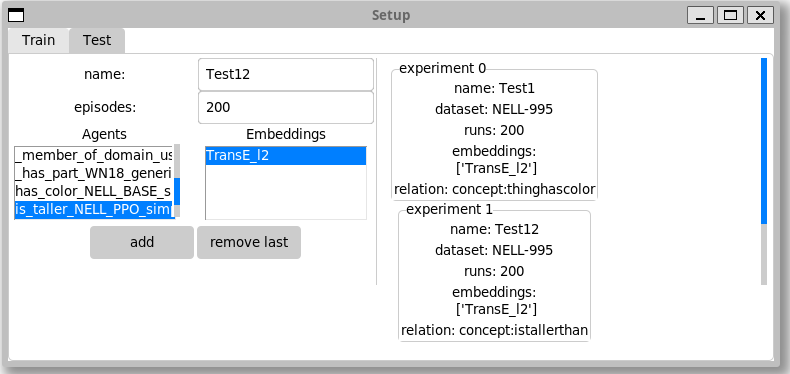 Setup
Train
Test
name:
Test12
episodes:
200
Agents
Embeddings
_member_of_domain_us
_has_part_WN18_generi
has_color_NELL_BASE_s
is_taller_NELL_PPO_sim
TransE_l2
add
remove last
experiment 0
name: Test1
dataset: NELL-995
runs: 200
embeddings:
['TransE_l2']
relation: concept:thinghascolor
experiment 1
name: Test12
dataset: NELL-995
runs: 200
embeddings:
['TransE_l2']
relation: concept:istallerthan